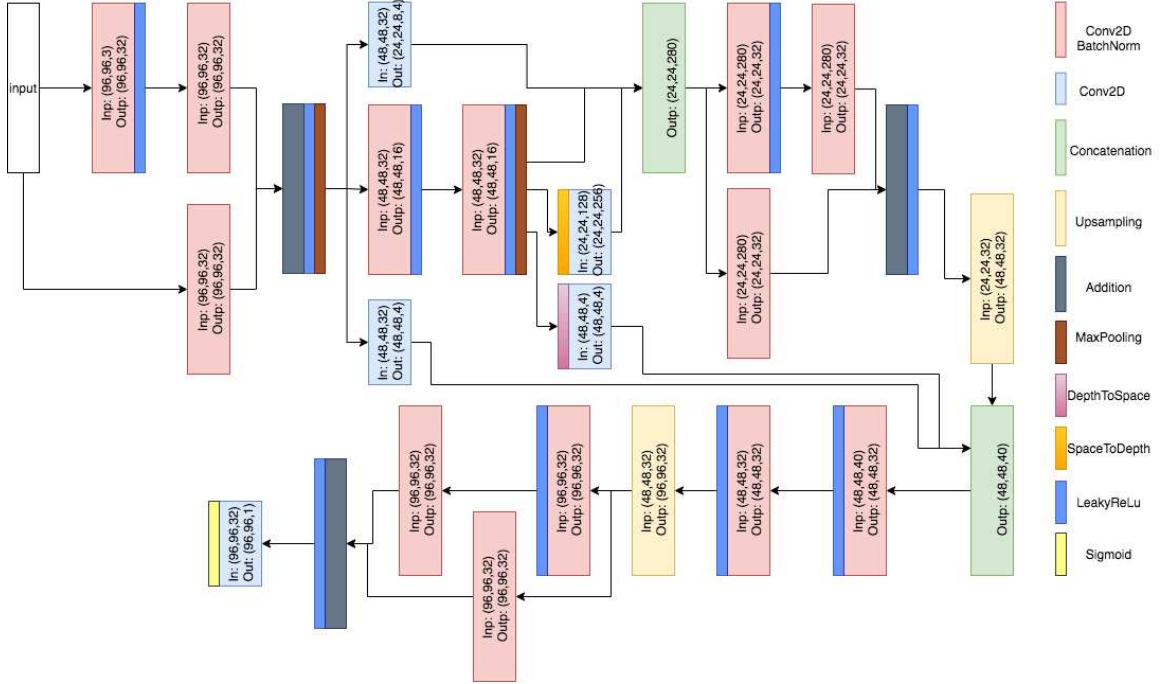 input
Inp: (96,96,3)
Outp: (96,96,32)
Inp: (96,96,32)
Outp: (96,96,32)
Inp: (96,96,32)
Outp: (96,96,32)
In: (48,48,32)
Out: (24,24,8,4)
Inp: (48,48,32)
Outp: (48,48,16)
Inp: (48,48,32)
Outp: (48,48,16)
In: (24,24,128)
Out: (24,24,256)
In: (48,48,4)
Out: (48,48,4)
In: (48,48,32)
Out: (48,48,4)
Outp: (24,24,280)
Inp: (24,24,280)
Outp: (24,24,32)
Inp: (24,24,280)
Outp: (24,24,32)
Inp: (24,24,280)
Outp: (24,24,32)
Inp: (24,24,32)
Outp: (48,48,32)
Outp: (48,48,40)
Inp: (48,48,40)
Outp: (48,48,32)
Inp: (48,48,32)
Outp: (48,48,32)
Inp: (48,48,32)
Outp: (96,96,32)
Inp: (96,96,32)
Outp: (96,96,32)
Inp: (96,96,32)
Outp: (96,96,32)
Inp: (96,96,32)
Outp: (96,96,32)
In: (96,96,32)
Out: (96,96,1)
Conv2D
BatchNorm
Conv2D
Concatenation
Upsampling
Addition
MaxPooling
DepthToSpace
SpaceToDepth
LeakyReLu
Sigmoid